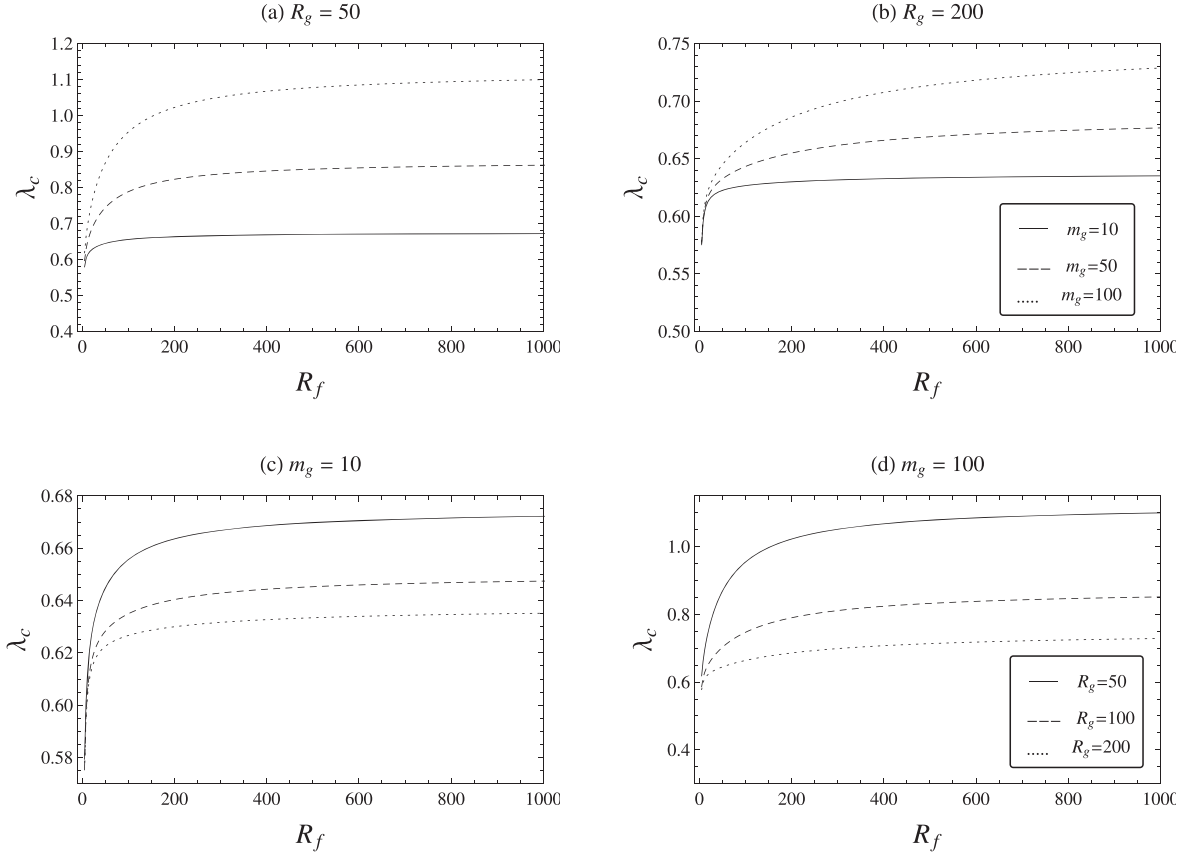 (a) R_g = 50
1.2
1.1
1.0
0.9
0.8
0.7
0.6
0.5
0.4
λ_c
0 200 400 600 800 1000
R_f
(b) R_g = 200
0.75
0.70
0.65
0.60
0.55
0.50
λ_c
m_g=10
m_g=50
m_g=100
0 200 400 600 800 1000
R_f
(c) m_g = 10
0.68
0.66
0.64
0.62
0.60
0.58
λ_c
0 200 400 600 800 1000
R_f
(d) m_g = 100
1.0
0.8
0.6
0.4
λ_c
R_g=50
R_g=100
R_g=200
0 200 400 600 800 1000
R_f